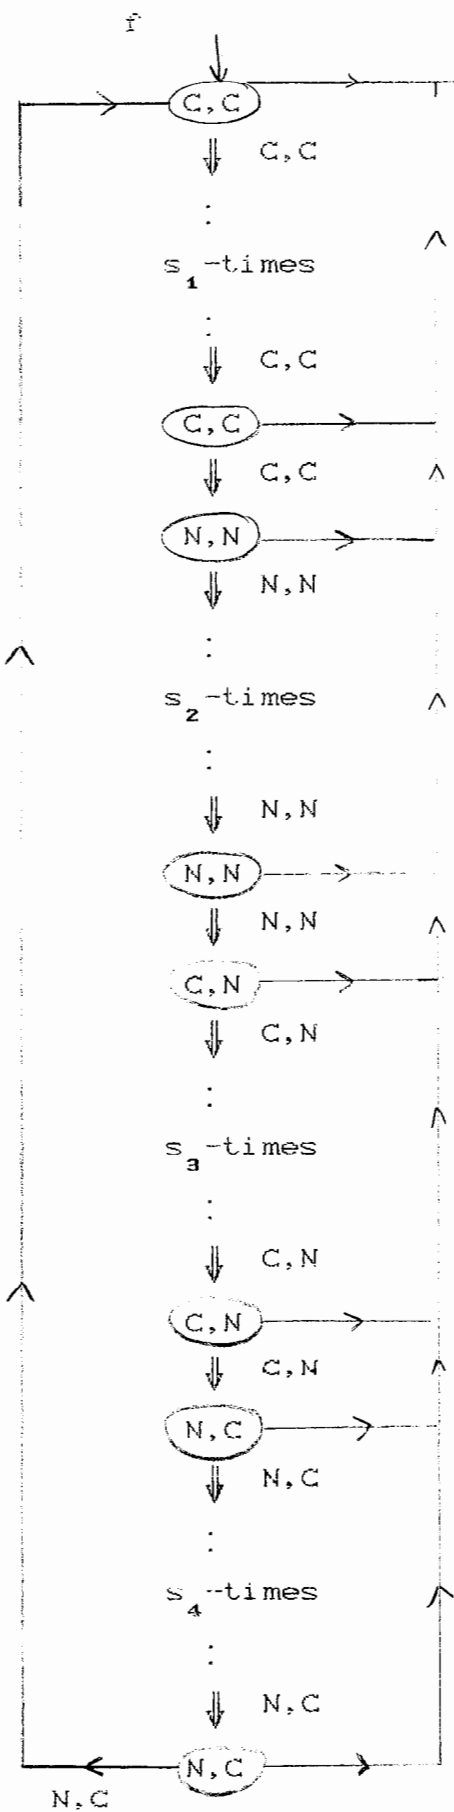 f
C,C
C,C
:
s₁-times
:
C,C
C,C
C,C
N,N
N,N
:
s₂-times
:
N,N
N,N
N,N
C,N
C,N
:
s₃-times
:
C,N
C,N
C,N
N,C
N,C
:
s₄-times
:
N,C
N,C
N,C